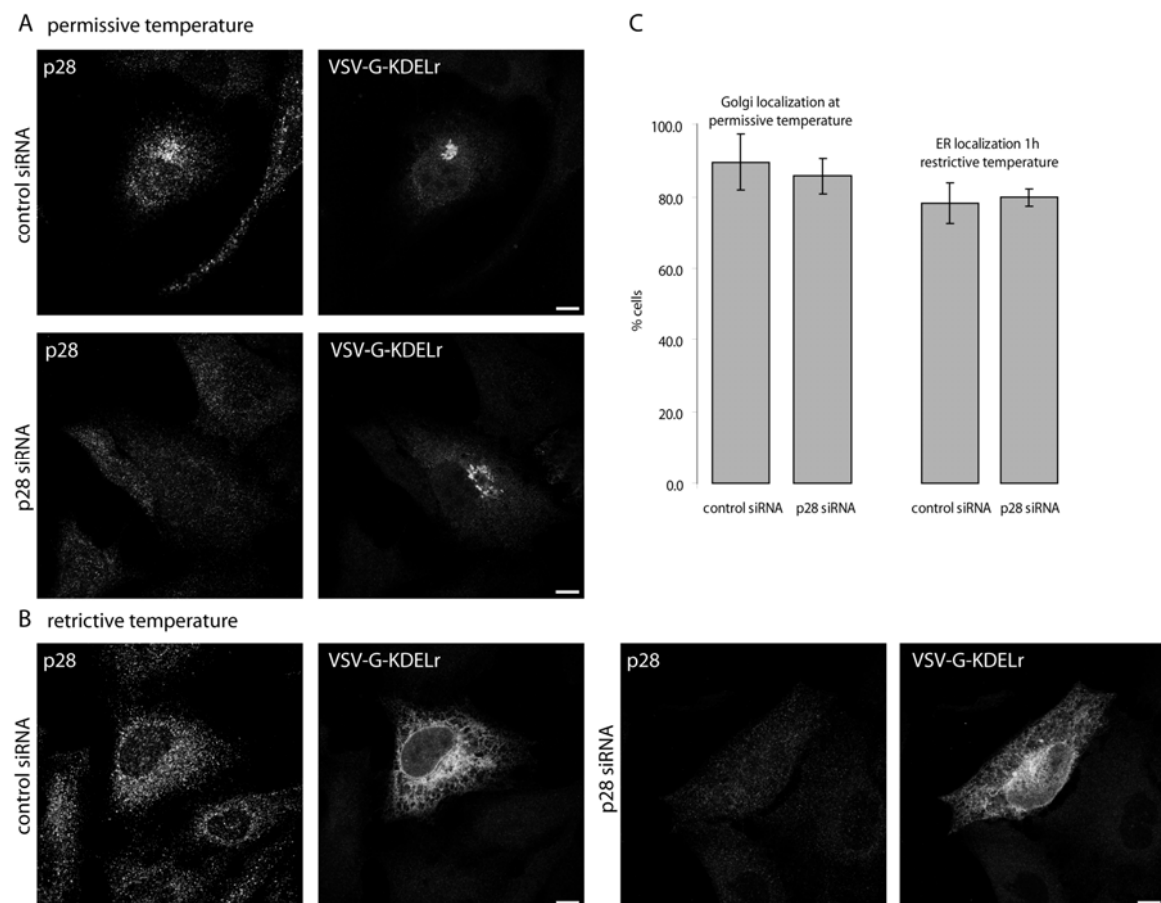 A permissive temperature
p28
VSV-G-KDELr
control siRNA
p28
VSV-G-KDELr
p28 siRNA
B retrictive temperature
p28
VSV-G-KDELr
control siRNA
p28
VSV-G-KDELr
p28 siRNA
C
Golgi localization at
permissive temperature
ER localization 1h
restrictive temperature
100.0
80.0
60.0
40.0
20.0
0.0
% cells
control siRNA
p28 siRNA
control siRNA
p28 siRNA